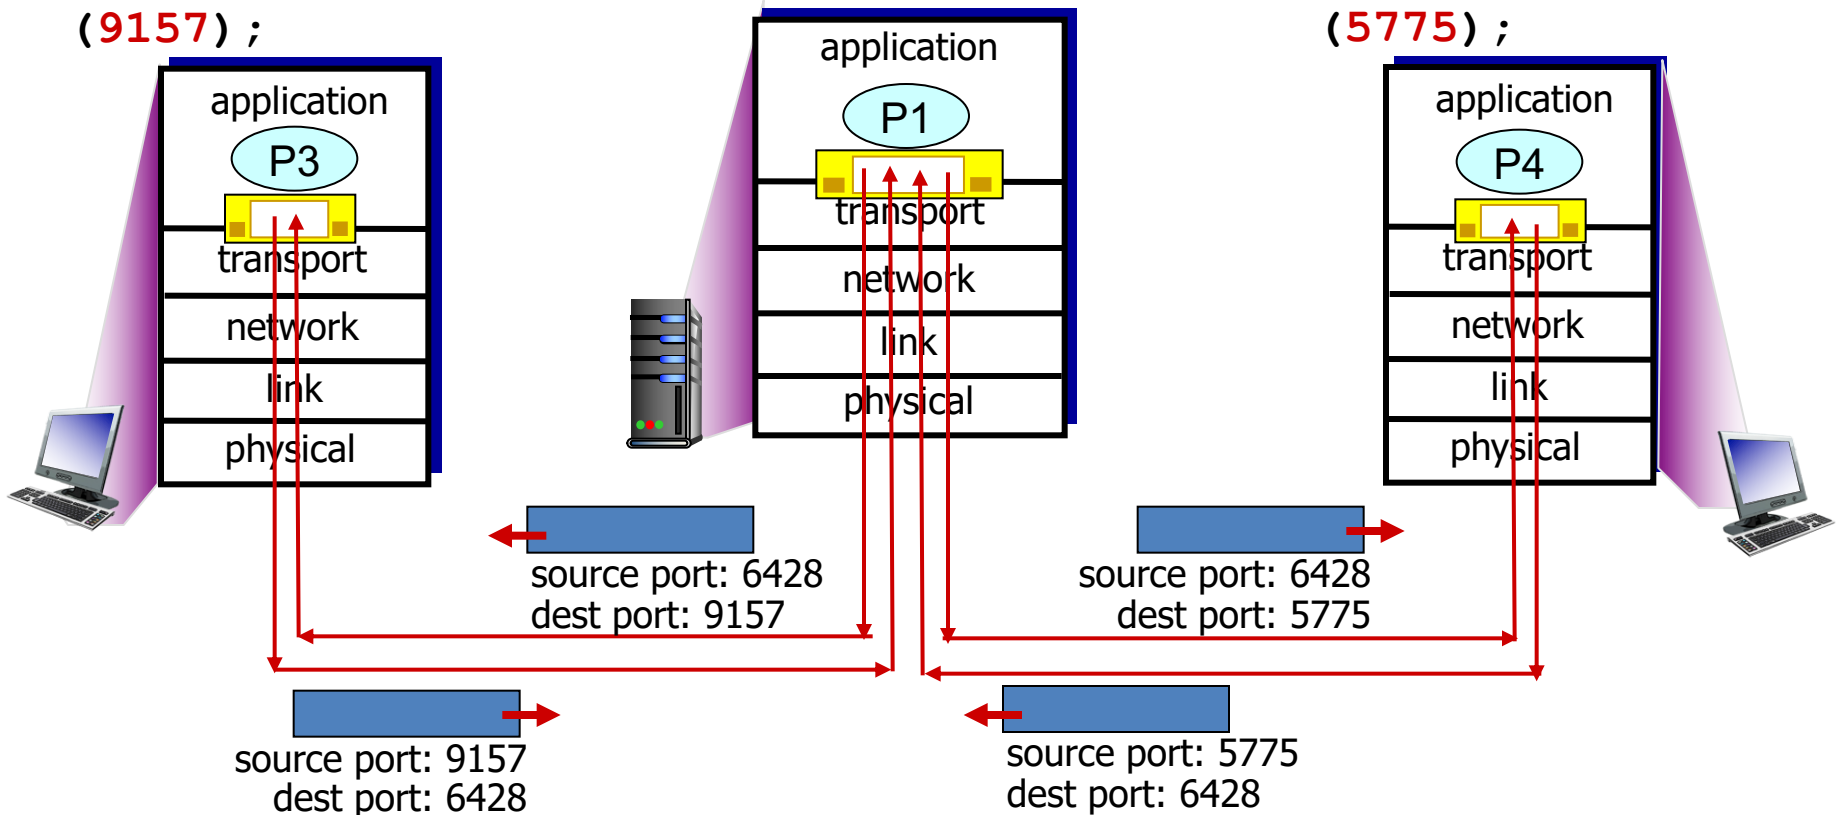 (9157);
application
P3
transport
network
link
physical
application
P1
transport
network
link
physical
(5775);
application
P4
transport
network
link
physical
source port: 6428
dest port: 9157
source port: 6428
dest port: 5775
source port: 9157
dest port: 6428
source port: 5775
dest port: 6428